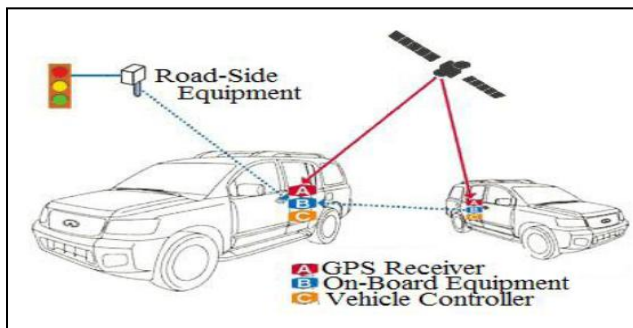 Road-Side
Equipment
A
B
C
A
B
C
A GPS Receiver
B On-Board Equipment
C Vehicle Controller